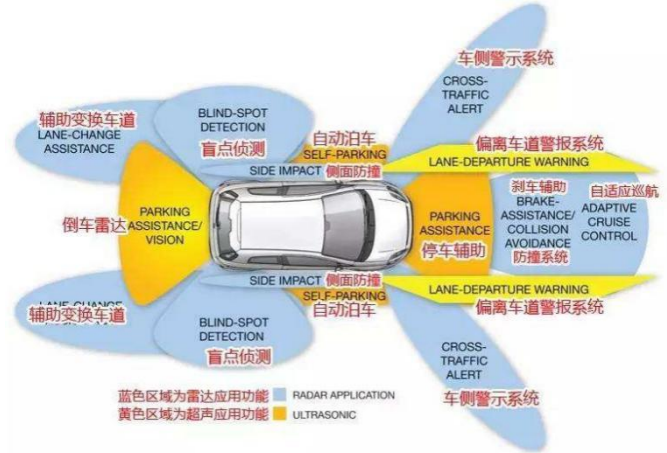 车侧警示系统
CROSS-
TRAFFIC
ALERT
辅助变换车道
LANE-CHANGE
ASSISTANCE
BLIND-SPOT
DETECTION
盲点侦测
自动泊车
SELF-PARKING
SIDE IMPACT 侧面防撞
偏离车道警报系统
LANE-DEPARTURE WARNING
倒车雷达
PARKING
ASSISTANCE/
VISION
PARKING
ASSISTANCE
停车辅助
刹车辅助
BRAKE-
ASSISTANCE/
COLLISION
AVOIDANCE
防撞系统
自适应巡航
ADAPTIVE
CRUISE
CONTROL
SIDE IMPACT 侧面防撞
SELF-PARKING
自动泊车
LANE-DEPARTURE WARNING
偏离车道警报系统
LANE-CHANGE
辅助变换车道
BLIND-SPOT
DETECTION
盲点侦测
CROSS-
TRAFFIC
ALERT
车侧警示系统
蓝色区域为雷达应用功能 RADAR APPLICATION
黄色区域为超声应用功能 ULTRASONIC